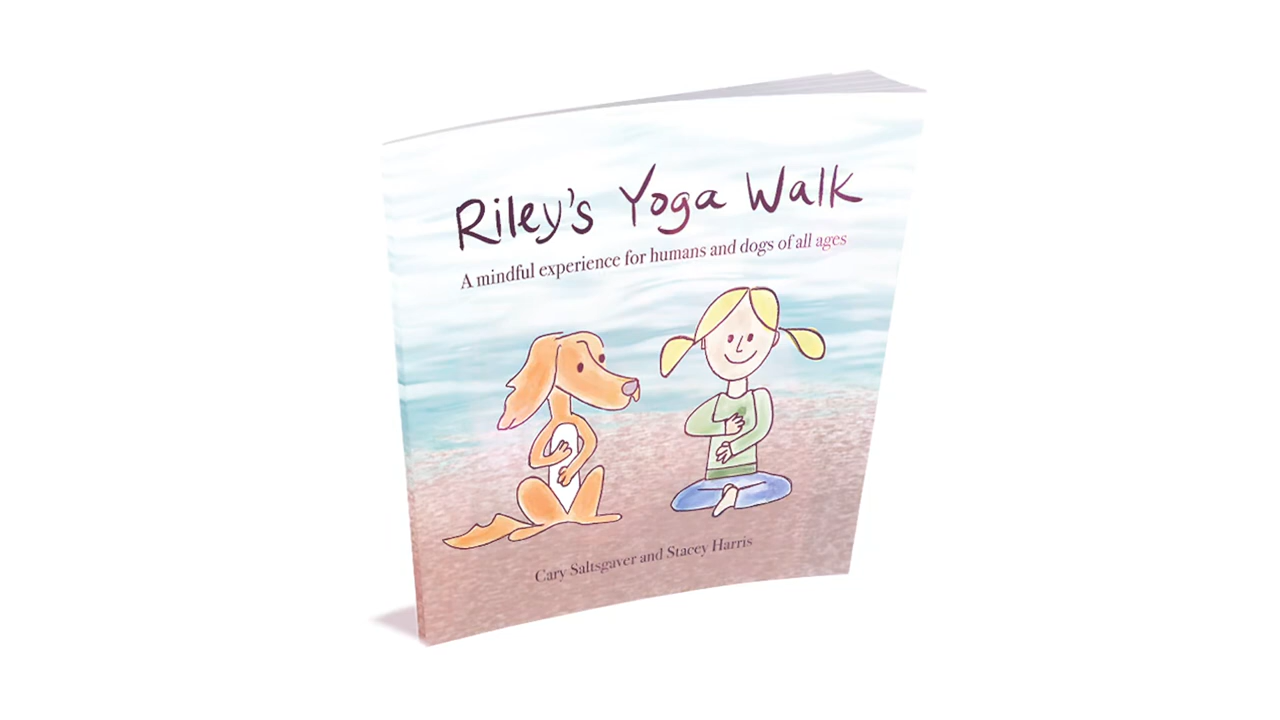 Riley's Yoga Walk
A mindful experience for humans and dogs of all ages
Cary Saltsgaver and Stacey Harris